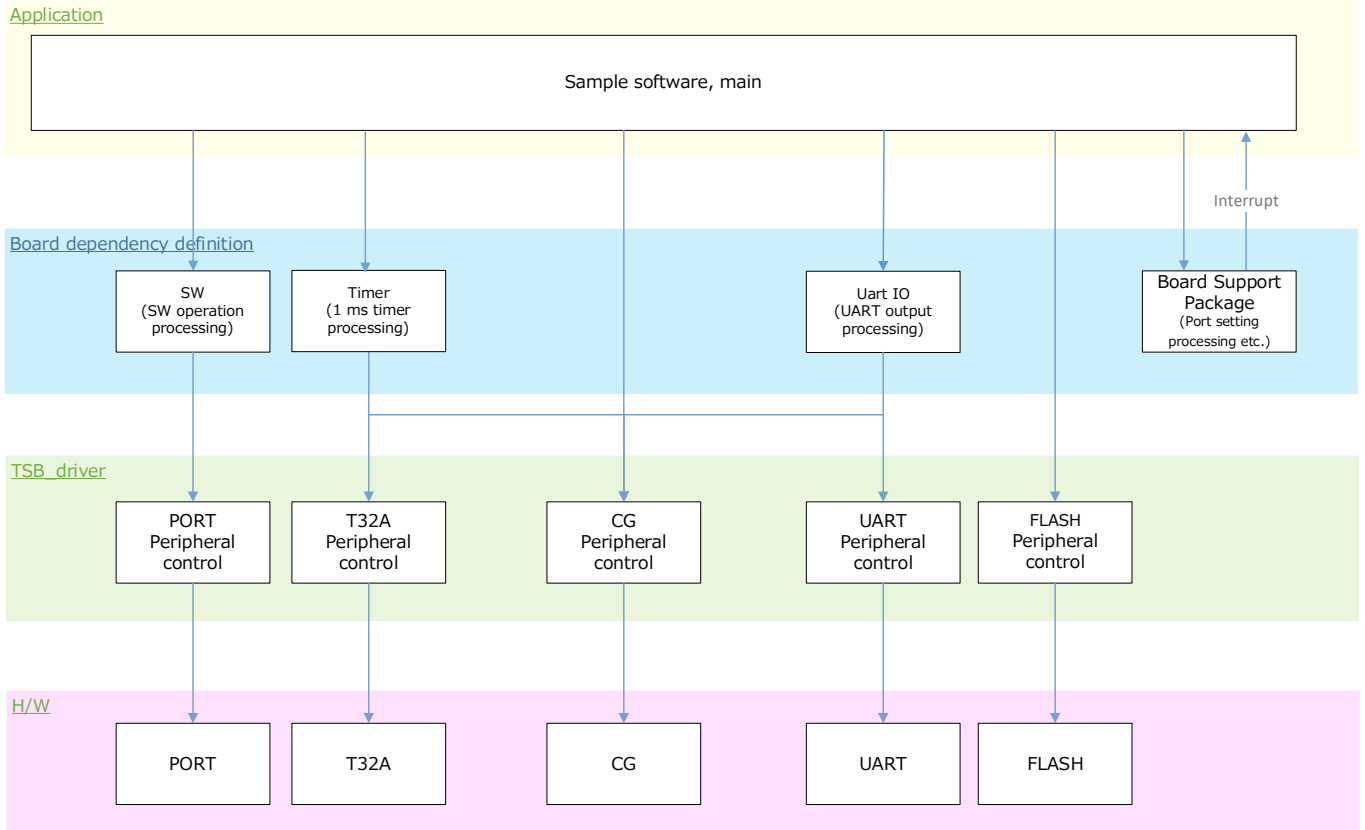 Application
Sample software, main
Interrupt
Board dependency definition
SW
(SW operation
processing)
Timer
(1 ms timer
processing)
Uart IO
(UART output
processing)
Board Support
Package
(Port setting
processing etc.)
TSB_driver
PORT
Peripheral
control
T32A
Peripheral
control
CG
Peripheral
control
UART
Peripheral
control
FLASH
Peripheral
control
H/W
PORT
T32A
CG
UART
FLASH